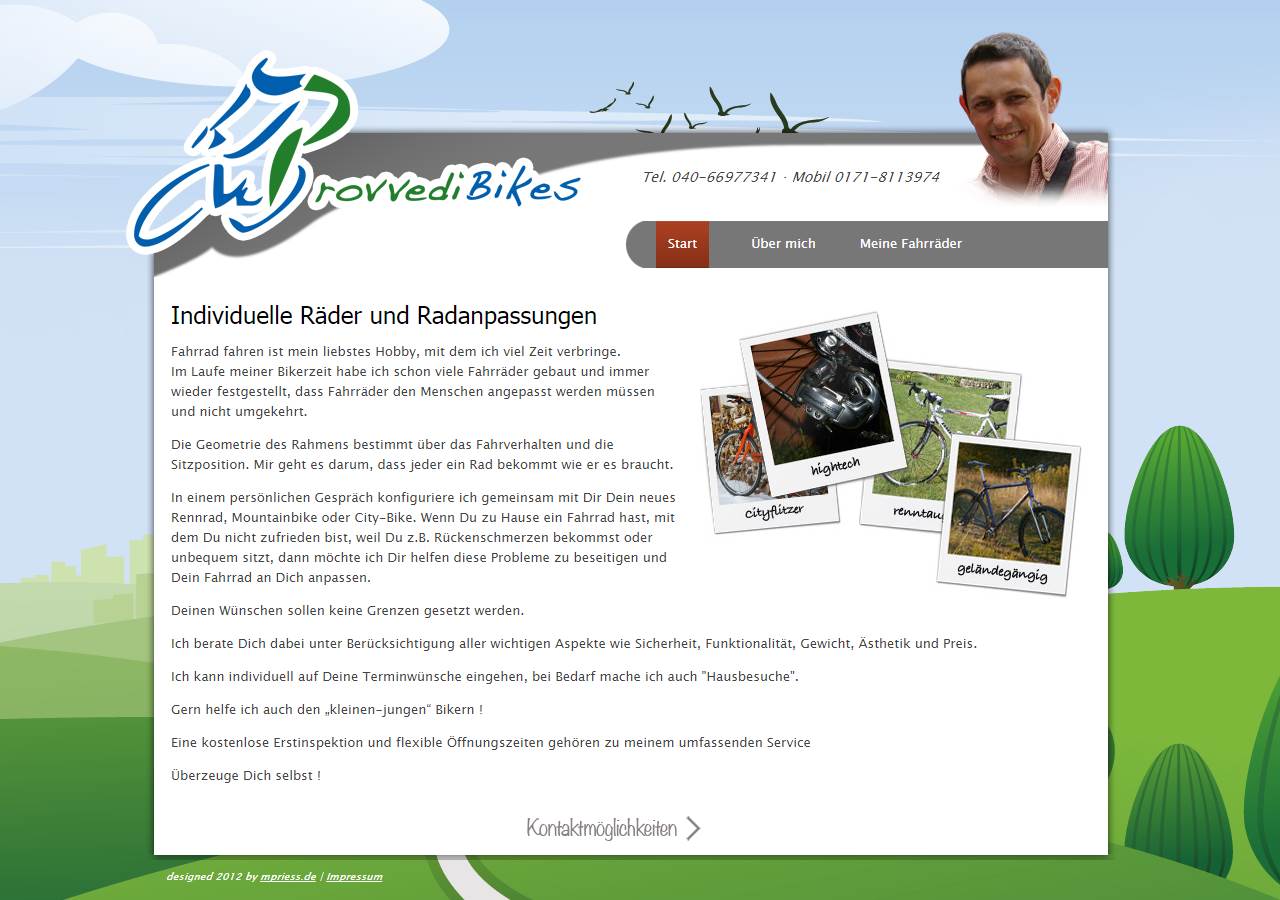 ProvvediBikes
Tel. 040-66977341 · Mobil 0171-8113974
Start
Über mich
Meine Fahrräder
Individuelle Räder und Radanpassungen
Fahrrad fahren ist mein liebstes Hobby, mit dem ich viel Zeit verbringe.
Im Laufe meiner Bikerzeit habe ich schon viele Fahrräder gebaut und immer
wieder festgestellt, dass Fahrräder den Menschen angepasst werden müssen
und nicht umgekehrt.
Die Geometrie des Rahmens bestimmt über das Fahrverhalten und die
Sitzposition. Mir geht es darum, dass jeder ein Rad bekommt wie er es braucht.
In einem persönlichen Gespräch konfiguriere ich gemeinsam mit Dir Dein neues
Rennrad, Mountainbike oder City-Bike. Wenn Du zu Hause ein Fahrrad hast, mit
dem Du nicht zufrieden bist, weil Du z.B. Rückenschmerzen bekommst oder
unbequem sitzt, dann möchte ich Dir helfen diese Probleme zu beseitigen und
Dein Fahrrad an Dich anpassen.
hightech
cityflitzer
geländegängig
Deinen Wünschen sollen keine Grenzen gesetzt werden.
Ich berate Dich dabei unter Berücksichtigung aller wichtigen Aspekte wie Sicherheit, Funktionalität, Gewicht, Ästhetik und Preis.
Ich kann individuell auf Deine Terminwünsche eingehen, bei Bedarf mache ich auch "Hausbesuche".
Gern helfe ich auch den „kleinen-jungen“ Bikern !
Eine kostenlose Erstinspektion und flexible Öffnungszeiten gehören zu meinem umfassenden Service
Überzeuge Dich selbst !
Kontaktmöglichkeiten
designed 2012 by mpriess.de | Impressum